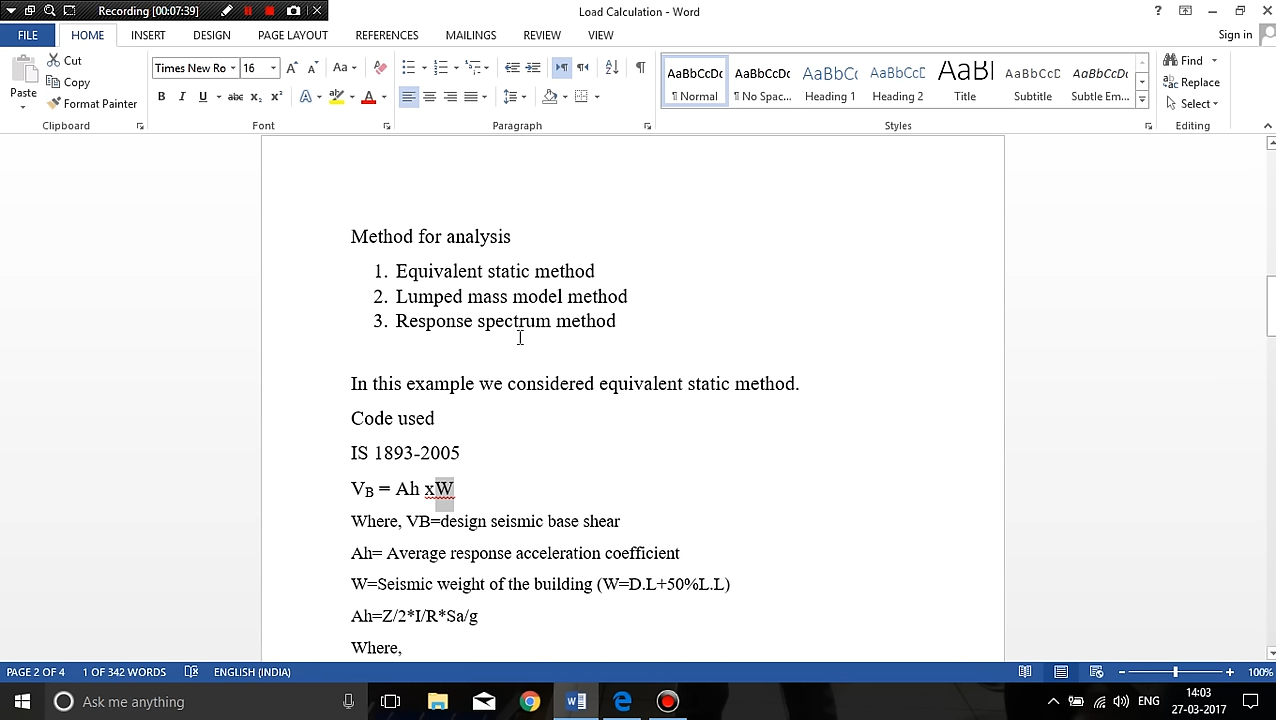 Recording [00:07:39]
Load Calculation - Word
FILE HOME INSERT DESIGN PAGE LAYOUT REFERENCES MAILINGS REVIEW VIEW Sign in
Paste
Cut
Copy
Format Painter
Clipboard
Times New Ro 16
B I U abc x₂ x²
Font
Paragraph
AaBbCcDc AaBbCcDc AaBbCc AaBbCcD AaBl AaBbCcD AaBbCcDc
¶ Normal ¶ No Spac... Heading 1 Heading 2 Title Subtitle Subtle Em...
Styles
Find
Replace
Select
Editing
Method for analysis
1. Equivalent static method
2. Lumped mass model method
3. Response spectrum method
In this example we considered equivalent static method.
Code used
IS 1893-2005
VB = Ah xW
Where, VB=design seismic base shear
Ah= Average response acceleration coefficient
W=Seismic weight of the building (W=D.L+50%L.L)
Ah=Z/2*I/R*Sa/g
Where,
PAGE 2 OF 4 1 OF 342 WORDS ENGLISH (INDIA) 100%
Ask me anything
ENG
14:03
27-03-2017